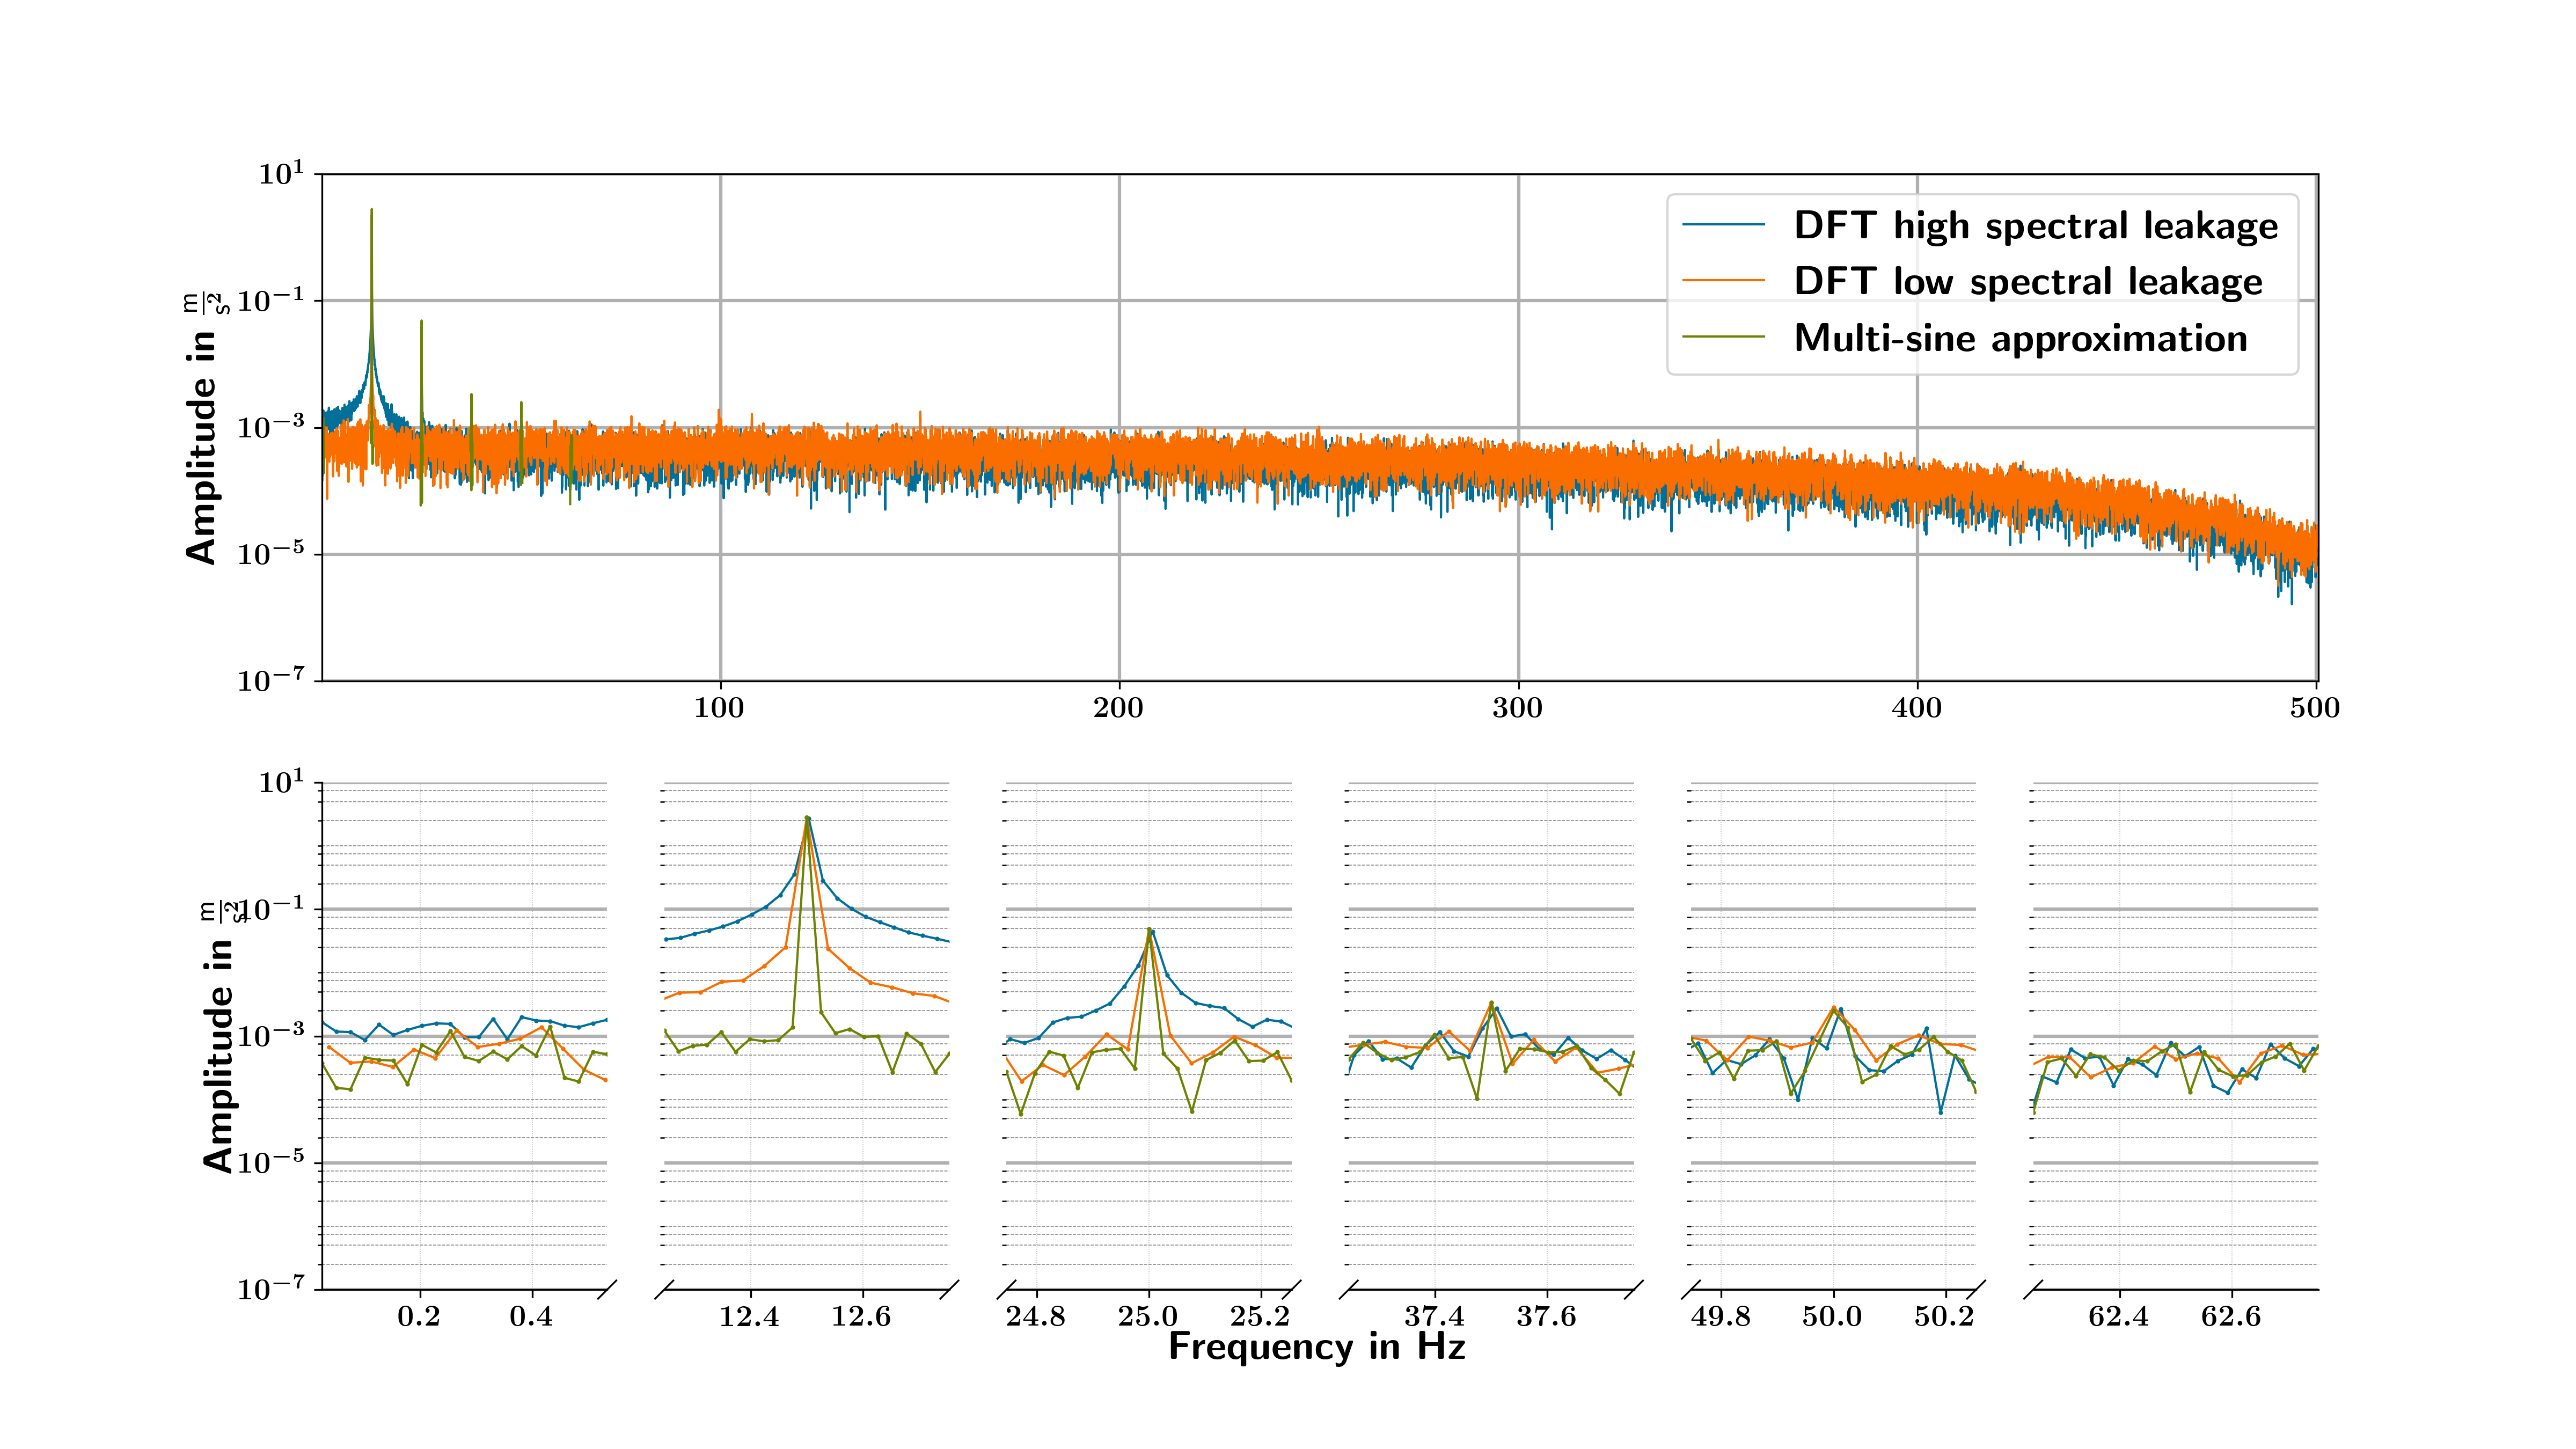 10¹
10⁻¹
10⁻³
10⁻⁵
10⁻⁷
Amplitude in m/s²
DFT high spectral leakage
DFT low spectral leakage
Multi-sine approximation
100 200 300 400 500
10¹
10⁻¹
10⁻³
10⁻⁵
10⁻⁷
Amplitude in m/s²
0.2 0.4 12.4 12.6 24.8 25.0 25.2 37.4 37.6 49.8 50.0 50.2 62.4 62.6
Frequency in Hz